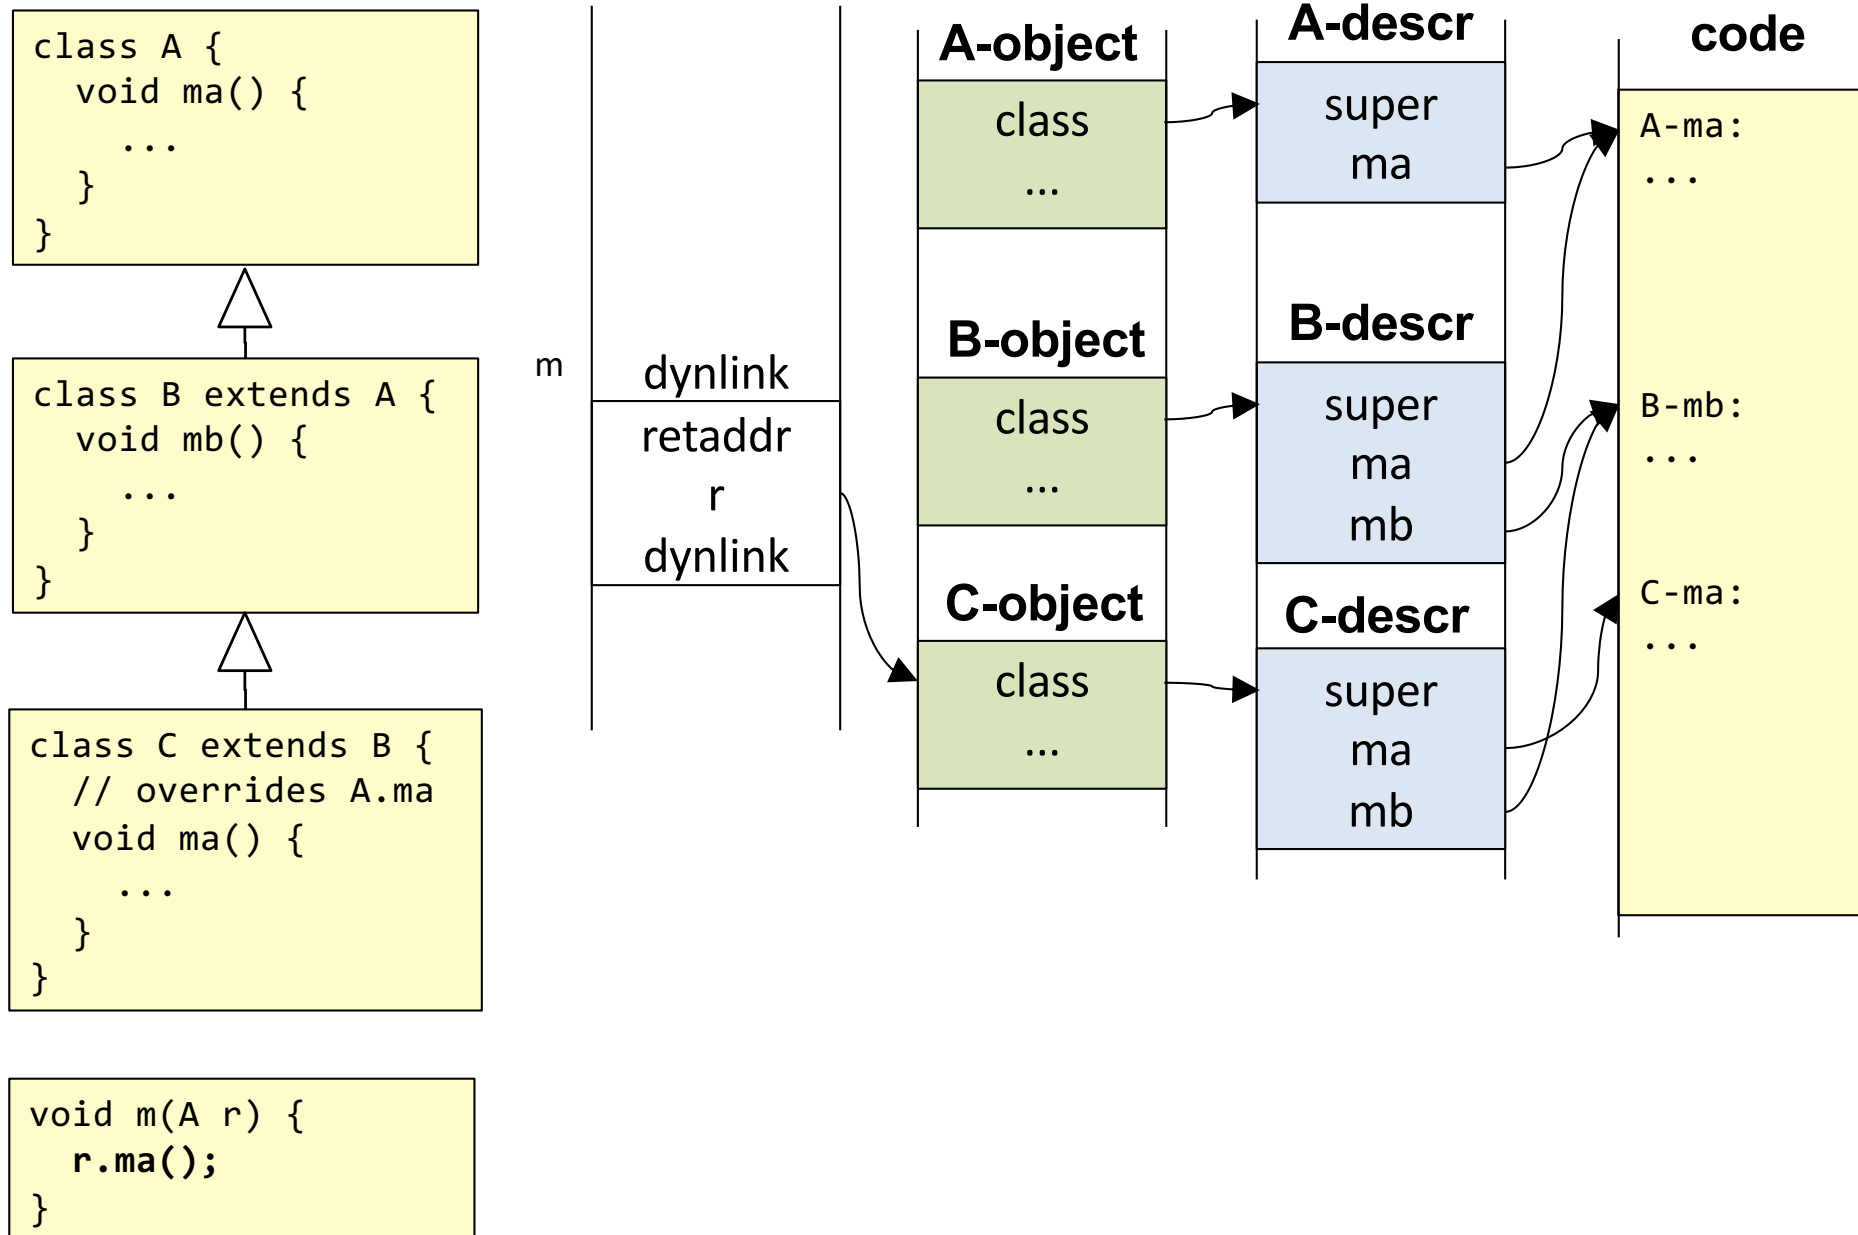 class A {
  void ma() {
    ...
  }
}
class B extends A {
  void mb() {
    ...
  }
}
class C extends B {
  // overrides A.ma
  void ma() {
    ...
  }
}
void m(A r) {
  r.ma();
}
m
dynlink
retaddr
r
dynlink
A-object
class
...
B-object
class
...
C-object
class
...
A-descr
super
ma
B-descr
super
ma
mb
C-descr
super
ma
mb
code
A-ma:
...
B-mb:
...
C-ma:
...